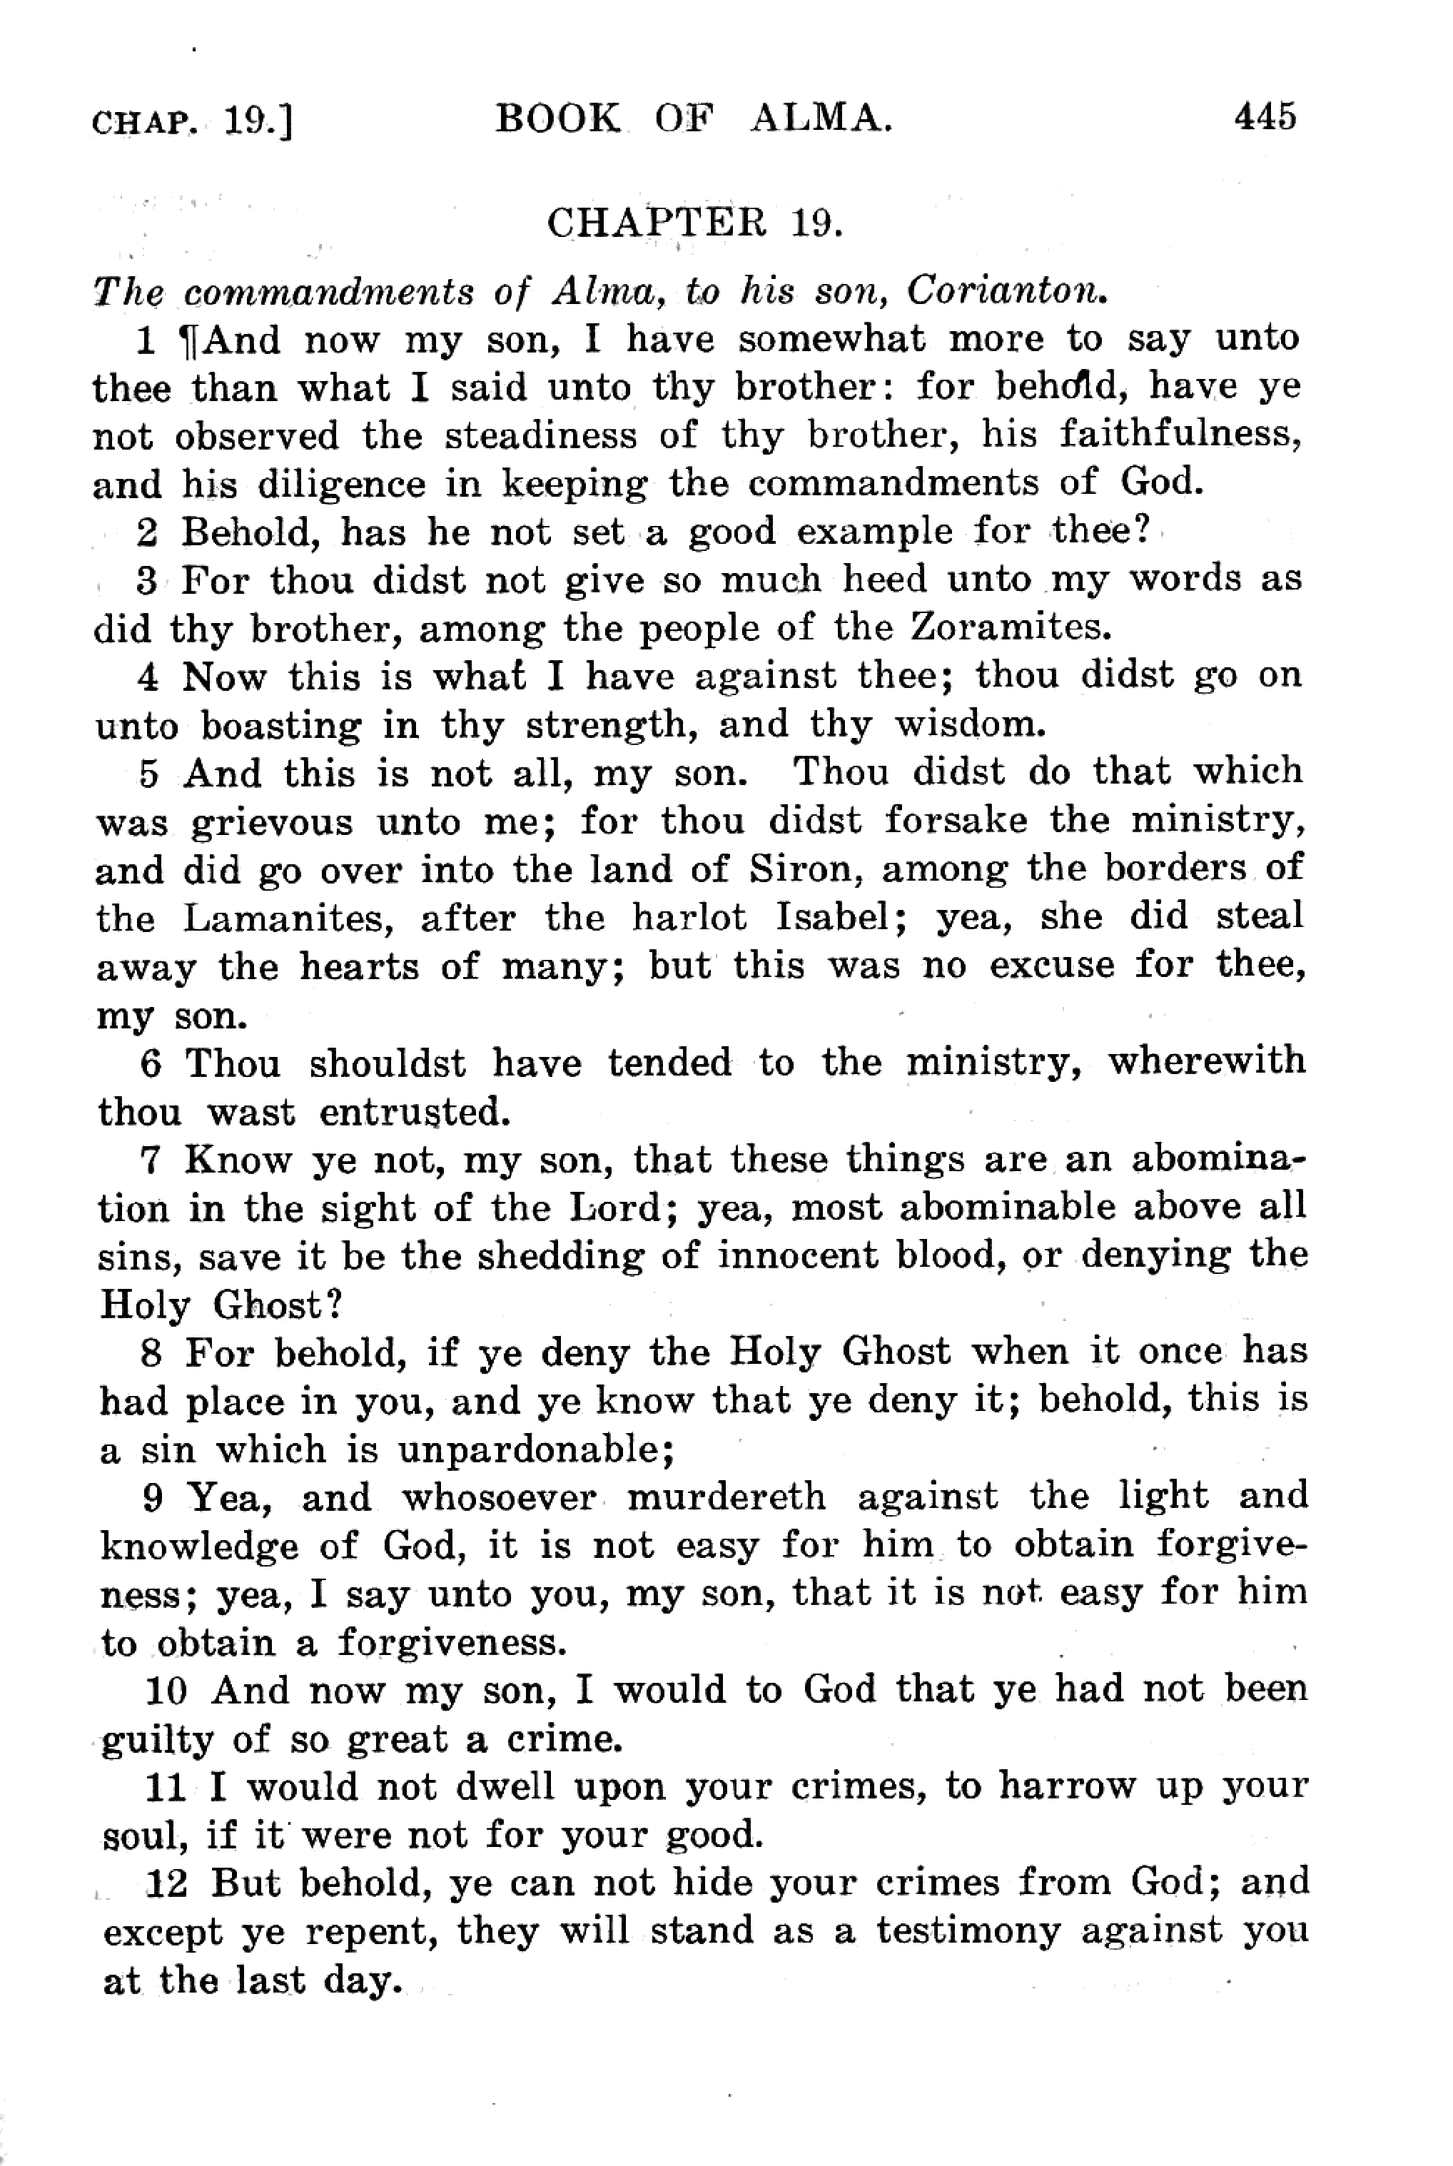 CHAP. 19.] BOOK OF ALMA. 445
CHAPTER 19.
The commandments of Alma, to his son, Corianton.
1 ¶And now my son, I have somewhat more to say unto
thee than what I said unto thy brother: for behold, have ye
not observed the steadiness of thy brother, his faithfulness,
and his diligence in keeping the commandments of God.
2 Behold, has he not set a good example for thee?
3 For thou didst not give so much heed unto my words as
did thy brother, among the people of the Zoramites.
4 Now this is what I have against thee; thou didst go on
unto boasting in thy strength, and thy wisdom.
5 And this is not all, my son. Thou didst do that which
was grievous unto me; for thou didst forsake the ministry,
and did go over into the land of Siron, among the borders of
the Lamanites, after the harlot Isabel; yea, she did steal
away the hearts of many; but this was no excuse for thee,
my son.
6 Thou shouldst have tended to the ministry, wherewith
thou wast entrusted.
7 Know ye not, my son, that these things are an abomina-
tion in the sight of the Lord; yea, most abominable above all
sins, save it be the shedding of innocent blood, or denying the
Holy Ghost?
8 For behold, if ye deny the Holy Ghost when it once has
had place in you, and ye know that ye deny it; behold, this is
a sin which is unpardonable;
9 Yea, and whosoever murdereth against the light and
knowledge of God, it is not easy for him to obtain forgive-
ness; yea, I say unto you, my son, that it is not easy for him
to obtain a forgiveness.
10 And now my son, I would to God that ye had not been
guilty of so great a crime.
11 I would not dwell upon your crimes, to harrow up your
soul, if it were not for your good.
12 But behold, ye can not hide your crimes from God; and
except ye repent, they will stand as a testimony against you
at the last day.